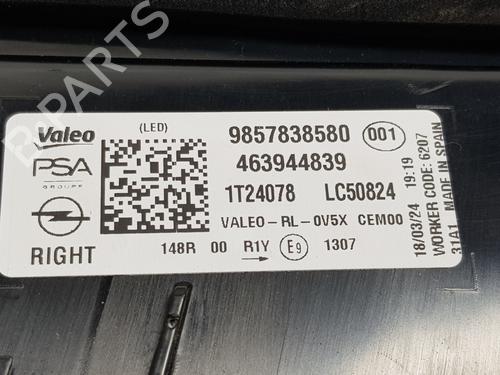 B-PARTS
Valeo
(LED)
9857838580 001
PSA
GROUPE
463944839
1T24078 LC50824
VALEO-RL-0V5X CEM00
RIGHT
148R 00 R1Y E9 1307
18/03/24 19:19
WORKER CODE: 6207
31A1 MADE IN SPAIN